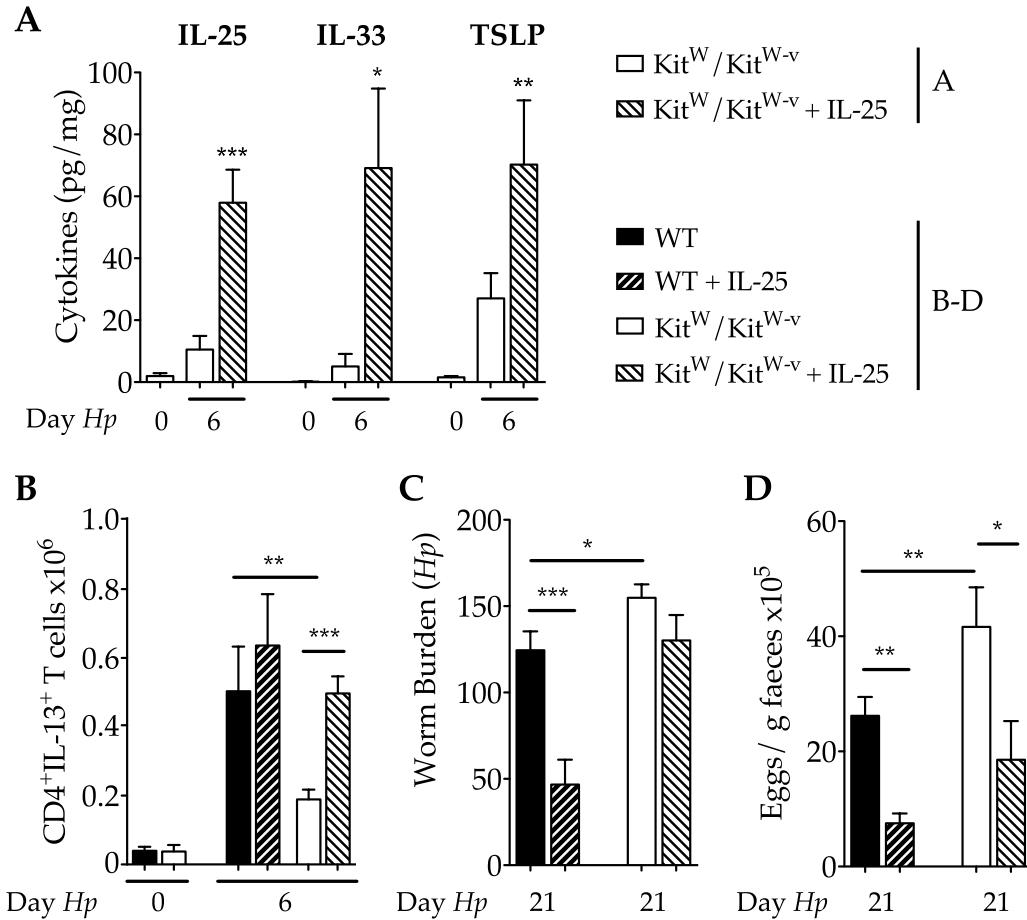 A
IL-25 IL-33 TSLP
Cytokines (pg/mg)
100
80
60
40
20
0
*** * **
Day Hp 0 6 0 6 0 6
Kit^W/Kit^W-v
Kit^W/Kit^W-v + IL-25
A
WT
WT + IL-25
Kit^W/Kit^W-v
Kit^W/Kit^W-v + IL-25
B-D
B
CD4⁺IL-13⁺ T cells x10⁶
1.0
0.8
0.6
0.4
0.2
0
**
***
Day Hp 0 6
C
Worm Burden (Hp)
200
150
100
50
0
*
***
Day Hp 21 21
D
Eggs/ g faeces x10⁵
60
40
20
0
*
**
**
Day Hp 21 21